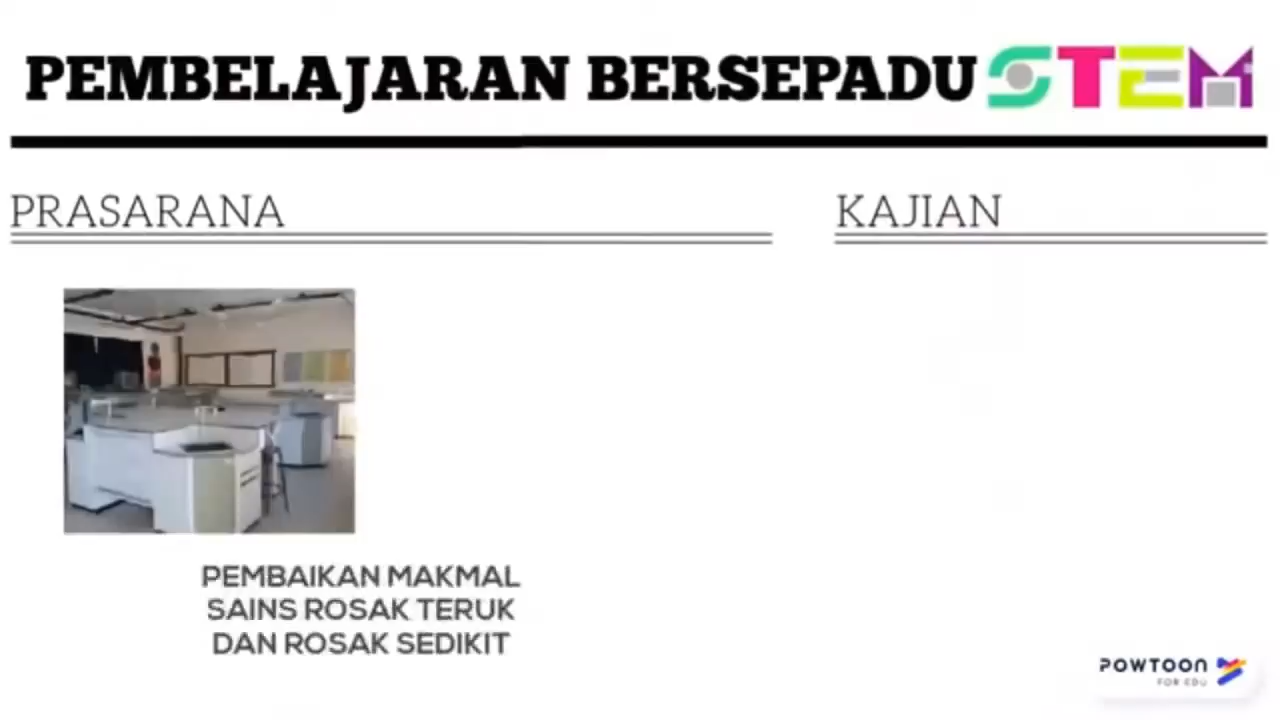 PEMBELAJARAN BERSEPADU STEM
PRASARANA
KAJIAN
PEMBAIKAN MAKMAL
SAINS ROSAK TERUK
DAN ROSAK SEDIKIT
POWTOON
FOR EDU